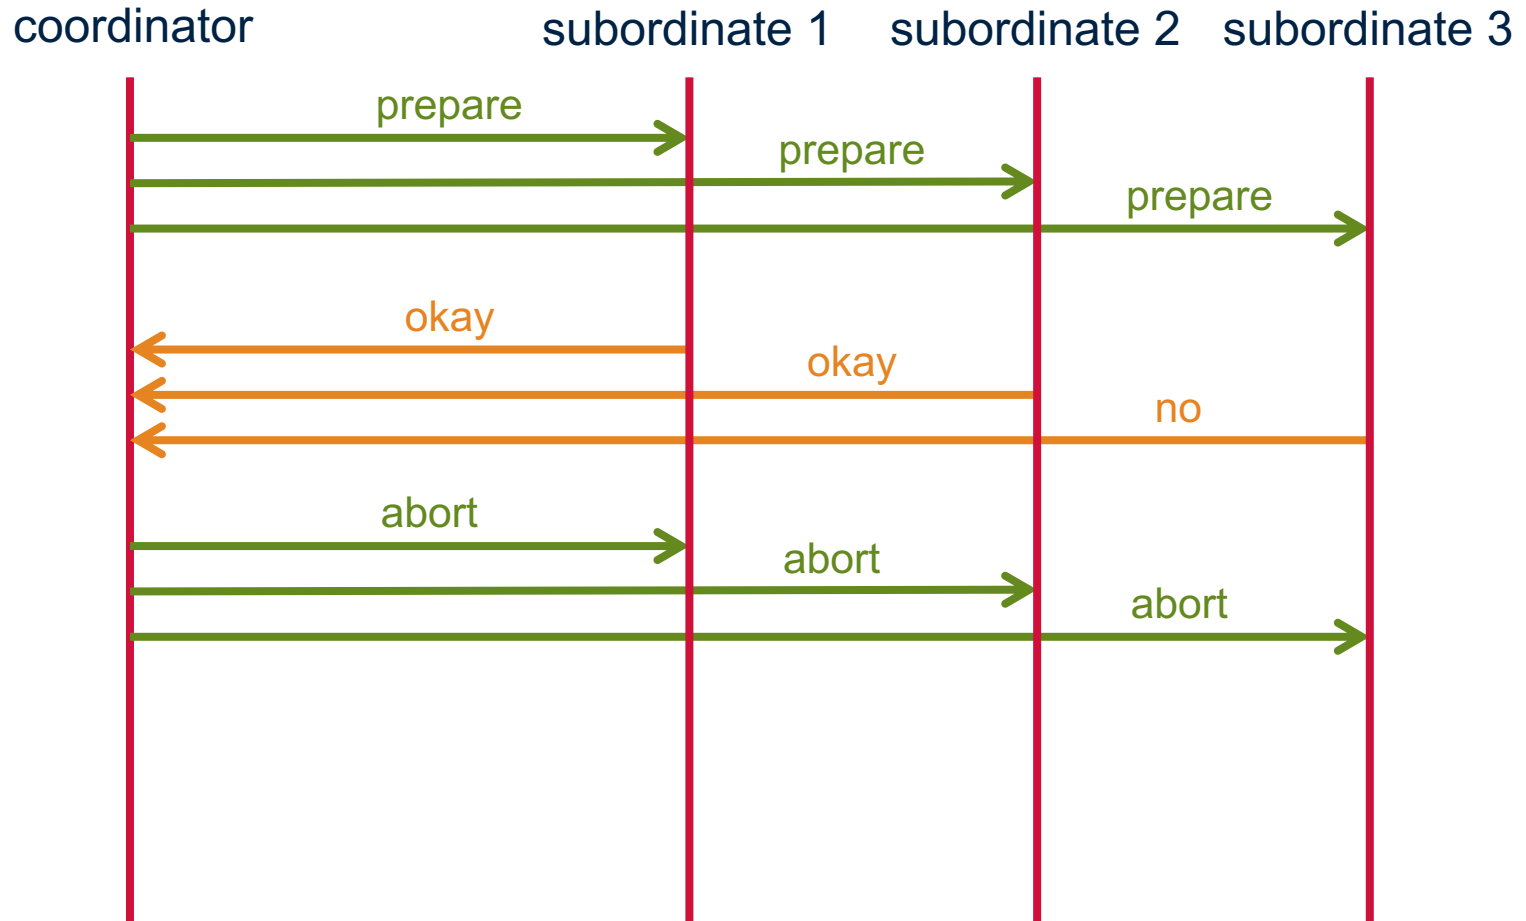 coordinator subordinate 1 subordinate 2 subordinate 3
prepare
prepare
prepare
okay
okay
no
abort
abort
abort